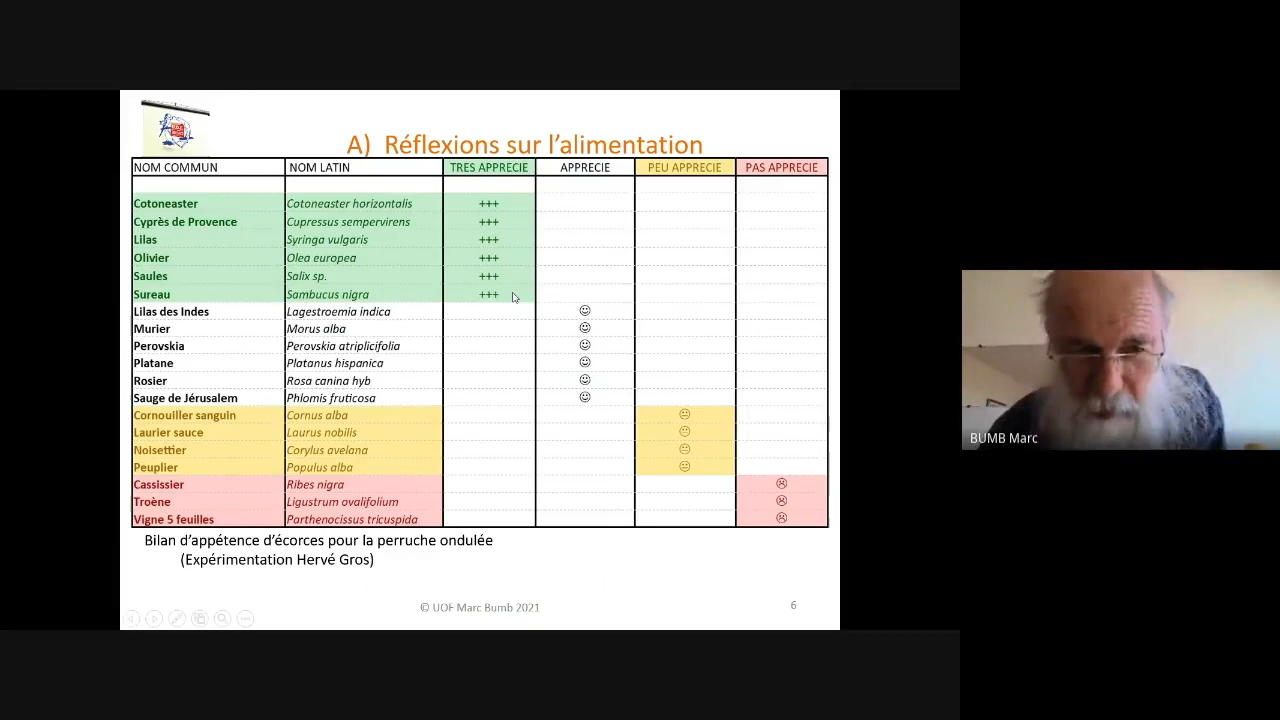 A) Réflexions sur l'alimentation
NOM COMMUN NOM LATIN TRES APPRECIE APPRECIE PEU APPRECIE PAS APPRECIE
Cotoneaster Cotoneaster horizontalis +++
Cyprès de Provence Cupressus sempervirens +++
Lilas Syringa vulgaris +++
Olivier Olea europea +++
Saules Salix sp. +++
Sureau Sambucus nigra +++
Lilas des Indes Lagestroemia indica ☺
Murier Morus alba ☺
Perovskia Perovskia atriplicifolia ☺
Platane Platanus hispanica ☺
Rosier Rosa canina hyb ☺
Sauge de Jérusalem Phlomis fruticosa ☺
Cornouiller sanguin Cornus alba 😐
Laurier sauce Laurus nobilis 😐
Noisettier Corylus avelana 😐
Peuplier Populus alba 😐
Cassissier Ribes nigra ☹
Troène Ligustrum ovalifolium ☹
Vigne 5 feuilles Parthenocissus tricuspida ☹
Bilan d'appétence d'écorces pour la perruche ondulée
(Expérimentation Hervé Gros)
© UOF Marc Bumb 2021
6
BUMB Marc